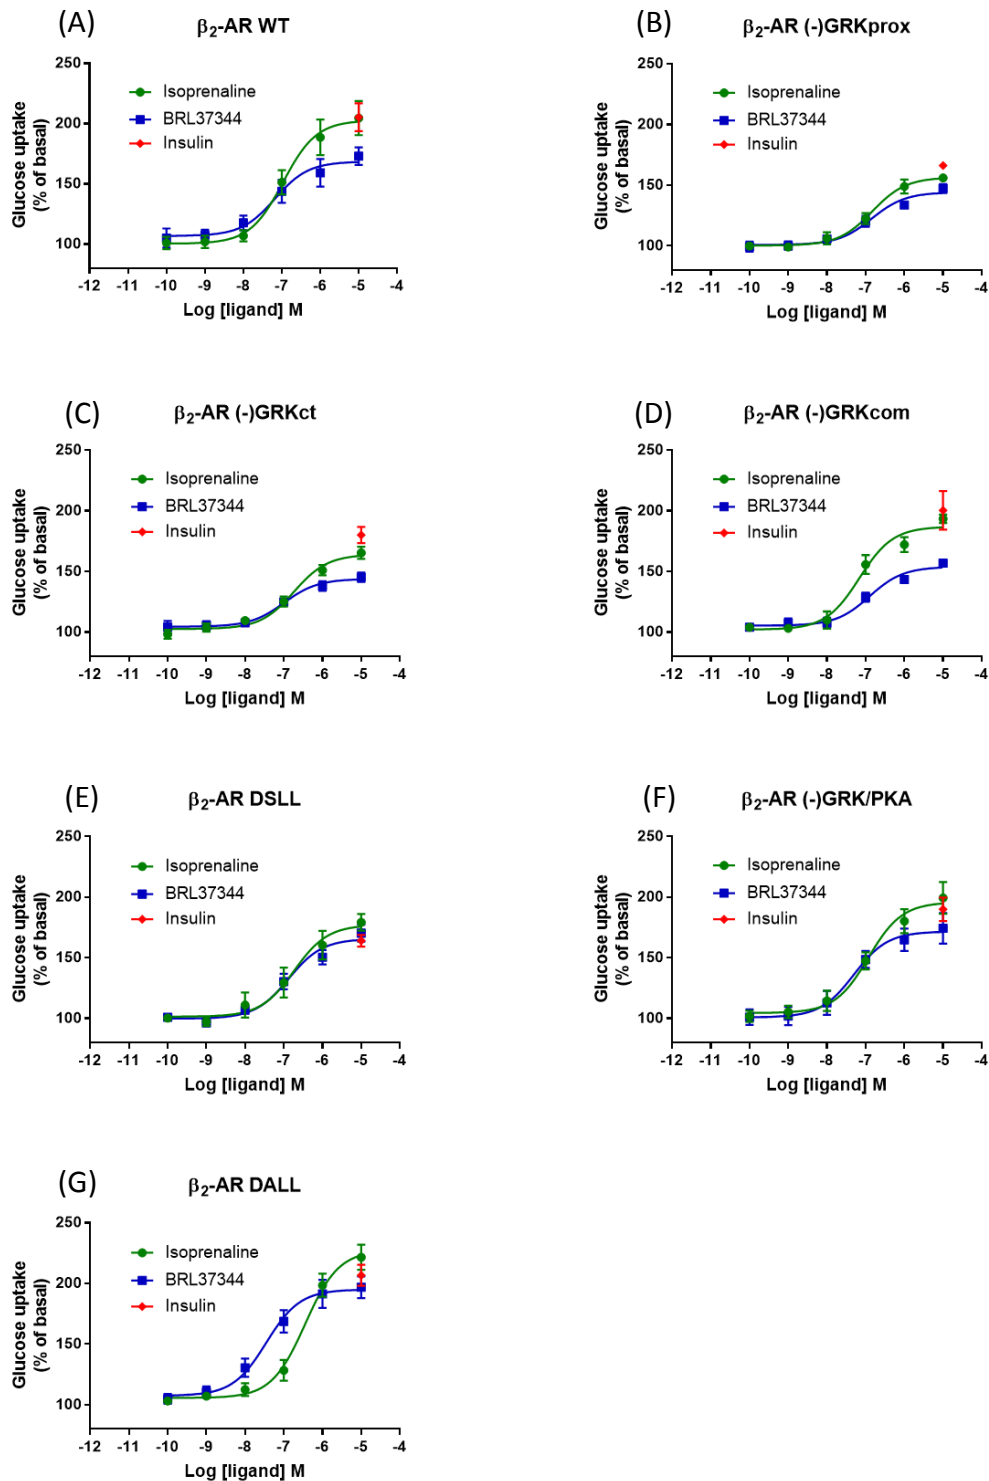 (A)
β2-AR WT
250
200
150
100
Glucose uptake
(% of basal)
Isoprenaline
BRL37344
Insulin
-12 -11 -10 -9 -8 -7 -6 -5 -4
Log [ligand] M
(B)
β2-AR (-)GRKprox
250
200
150
100
Glucose uptake
(% of basal)
Isoprenaline
BRL37344
Insulin
-12 -11 -10 -9 -8 -7 -6 -5 -4
Log [ligand] M
(C)
β2-AR (-)GRKct
250
200
150
100
Glucose uptake
(% of basal)
Isoprenaline
BRL37344
Insulin
-12 -11 -10 -9 -8 -7 -6 -5 -4
Log [ligand] M
(D)
β2-AR (-)GRKcom
250
200
150
100
Glucose uptake
(% of basal)
Isoprenaline
BRL37344
Insulin
-12 -11 -10 -9 -8 -7 -6 -5 -4
Log [ligand] M
(E)
β2-AR DSLL
250
200
150
100
Glucose uptake
(% of basal)
Isoprenaline
BRL37344
Insulin
-12 -11 -10 -9 -8 -7 -6 -5 -4
Log [ligand] M
(F)
β2-AR (-)GRK/PKA
250
200
150
100
Glucose uptake
(% of basal)
Isoprenaline
BRL37344
Insulin
-12 -11 -10 -9 -8 -7 -6 -5 -4
Log [ligand] M
(G)
β2-AR DALL
250
200
150
100
Glucose uptake
(% of basal)
Isoprenaline
BRL37344
Insulin
-12 -11 -10 -9 -8 -7 -6 -5 -4
Log [ligand] M